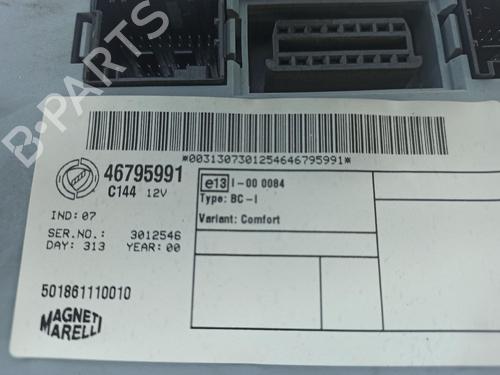 B-PARTS
*0031307301254646795991*
46795991
C144 12V
IND: 07
SER.NO.: 3012546
DAY: 313 YEAR: 00
501861110010
MAGNETI
MARELLI
e13 I-00 0084
Type: BC-I
Variant: Comfort